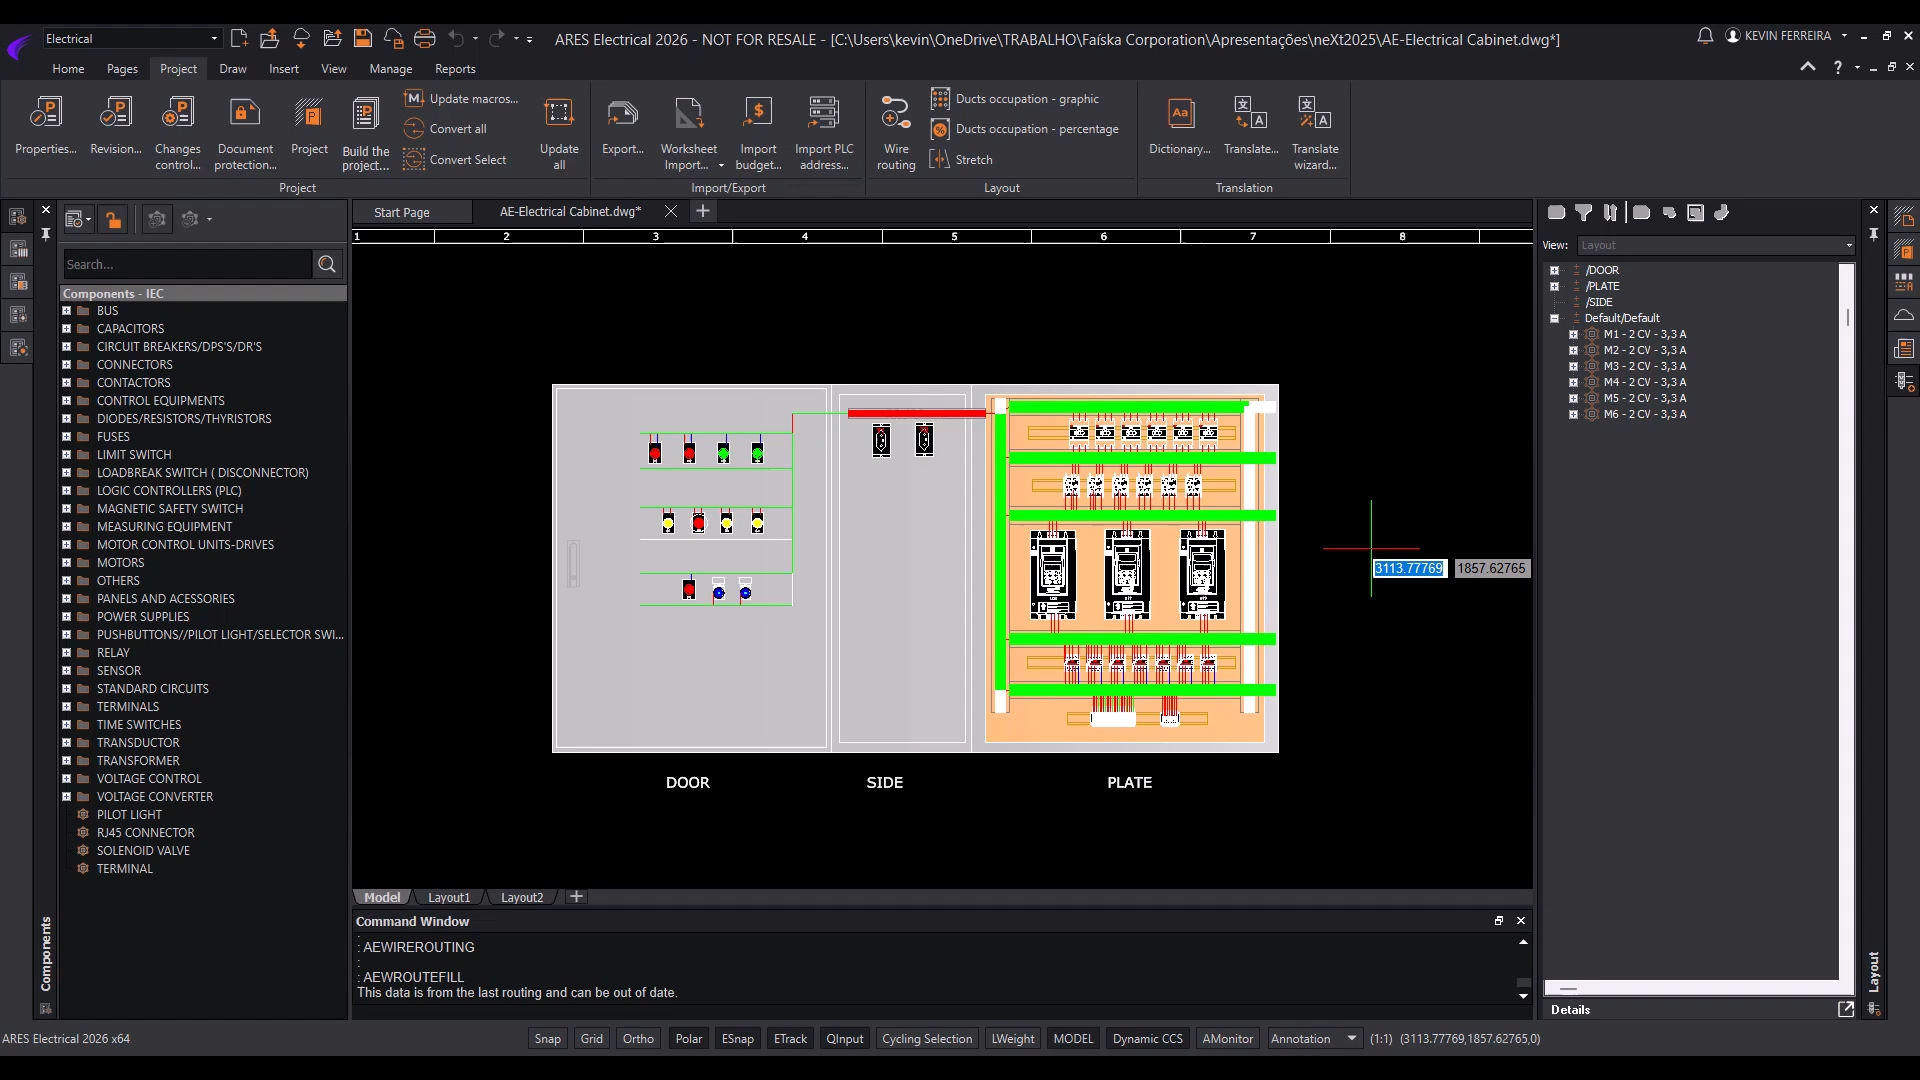 Electrical
ARES Electrical 2026 - NOT FOR RESALE - [C:\Users\kevin\OneDrive\TRABALHO\Faíska Corporation\Apresentações\neXt2025\AE-Electrical Cabinet.dwg*]
KEVIN FERREIRA
Home Pages Project Draw Insert View Manage Reports
Properties...
Revision...
Changes control...
Document protection...
Project
Build the project...
Update macros...
Convert all
Convert Select
Update all
Export...
Worksheet Import...
Import budget...
Import PLC address...
Wire routing
Ducts occupation - graphic
Ducts occupation - percentage
Stretch
Dictionary...
Translate...
Translate wizard...
Project
Import/Export
Layout
Translation
Start Page
AE-Electrical Cabinet.dwg*
1 2 3 4 5 6 7 8
Search...
Components - IEC
BUS
CAPACITORS
CIRCUIT BREAKERS/DPS'S/DR'S
CONNECTORS
CONTACTORS
CONTROL EQUIPMENTS
DIODES/RESISTORS/THYRISTORS
FUSES
LIMIT SWITCH
LOADBREAK SWITCH ( DISCONNECTOR)
LOGIC CONTROLLERS (PLC)
MAGNETIC SAFETY SWITCH
MEASURING EQUIPMENT
MOTOR CONTROL UNITS-DRIVES
MOTORS
OTHERS
PANELS AND ACESSORIES
POWER SUPPLIES
PUSHBUTTONS//PILOT LIGHT/SELECTOR SWI...
RELAY
SENSOR
STANDARD CIRCUITS
TERMINALS
TIME SWITCHES
TRANSDUCTOR
TRANSFORMER
VOLTAGE CONTROL
VOLTAGE CONVERTER
PILOT LIGHT
RJ45 CONNECTOR
SOLENOID VALVE
TERMINAL
Components
DOOR SIDE PLATE
3113.77769 1857.62765
View: Layout
/DOOR
/PLATE
/SIDE
Default/Default
M1 - 2 CV - 3,3 A
M2 - 2 CV - 3,3 A
M3 - 2 CV - 3,3 A
M4 - 2 CV - 3,3 A
M5 - 2 CV - 3,3 A
M6 - 2 CV - 3,3 A
Layout
Details
Model Layout1 Layout2
Command Window
:
: AEWIREROUTING
:
: AEWROUTEFILL
This data is from the last routing and can be out of date.
ARES Electrical 2026 x64
Snap Grid Ortho Polar ESnap ETrack QInput Cycling Selection LWeight MODEL Dynamic CCS AMonitor Annotation (1:1) (3113.77769,1857.62765,0)